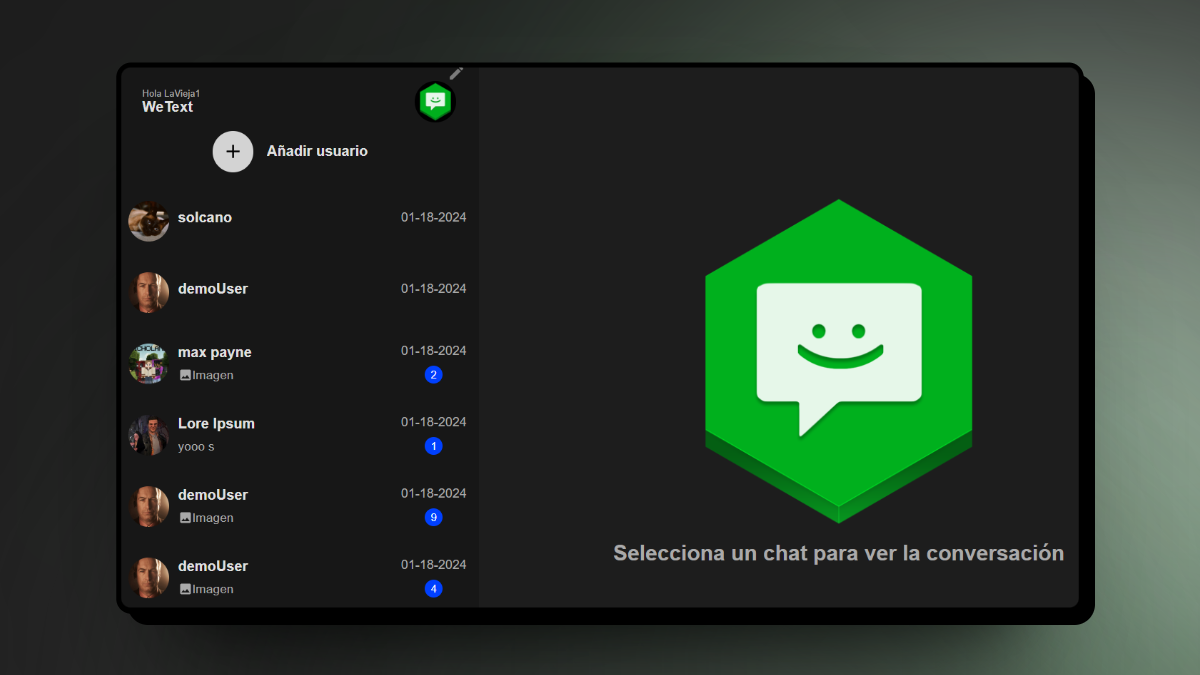 Hola LaVieja1
WeText
Añadir usuario
solcano 01-18-2024
demoUser 01-18-2024
max payne 01-18-2024
Imagen 2
Lore Ipsum 01-18-2024
yooo s 1
demoUser 01-18-2024
Imagen 9
demoUser 01-18-2024
Imagen 4
Selecciona un chat para ver la conversación